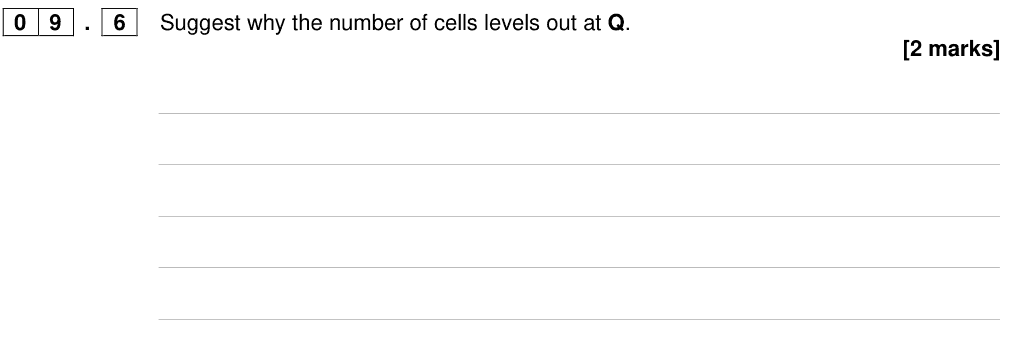 0 9 . 6 Suggest why the number of cells levels out at Q.
[2 marks]